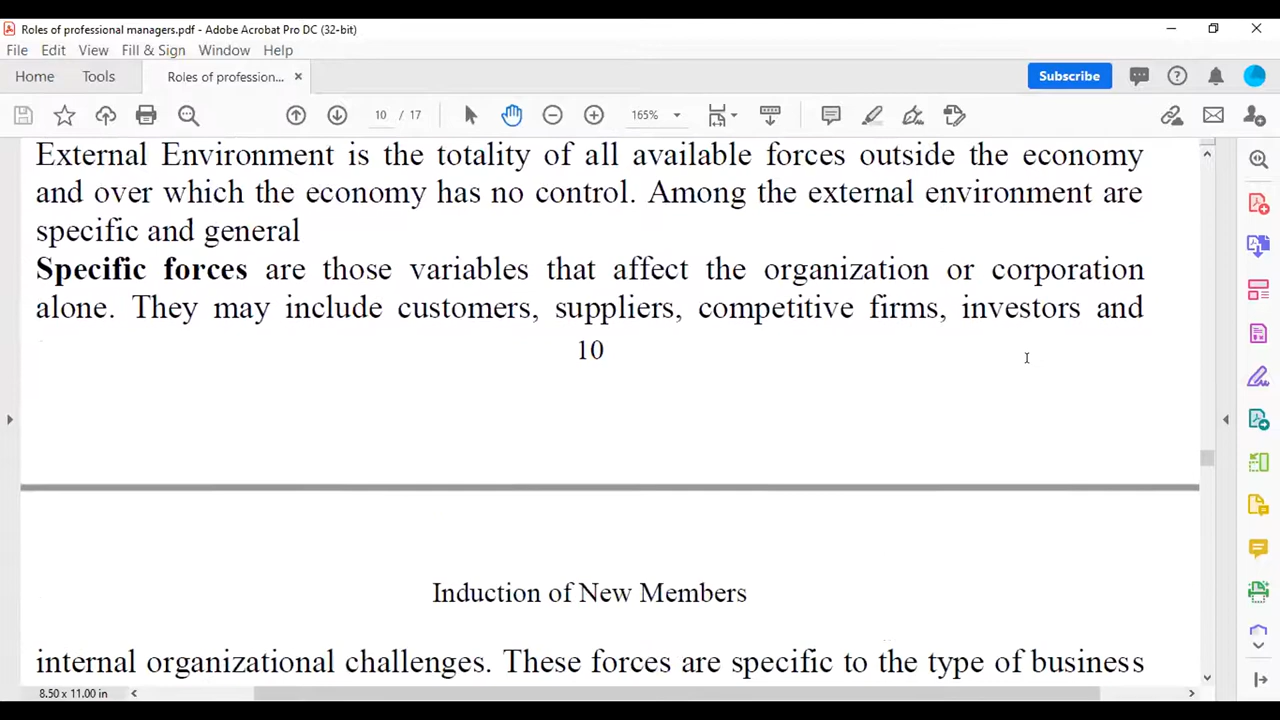 Roles of professional managers.pdf - Adobe Acrobat Pro DC (32-bit)
File Edit View Fill & Sign Window Help
Home Tools Roles of profession... × Subscribe
10 / 17 165%
External Environment is the totality of all available forces outside the economy
and over which the economy has no control. Among the external environment are
specific and general
Specific forces are those variables that affect the organization or corporation
alone. They may include customers, suppliers, competitive firms, investors and
10
Induction of New Members
internal organizational challenges. These forces are specific to the type of business
8.50 x 11.00 in